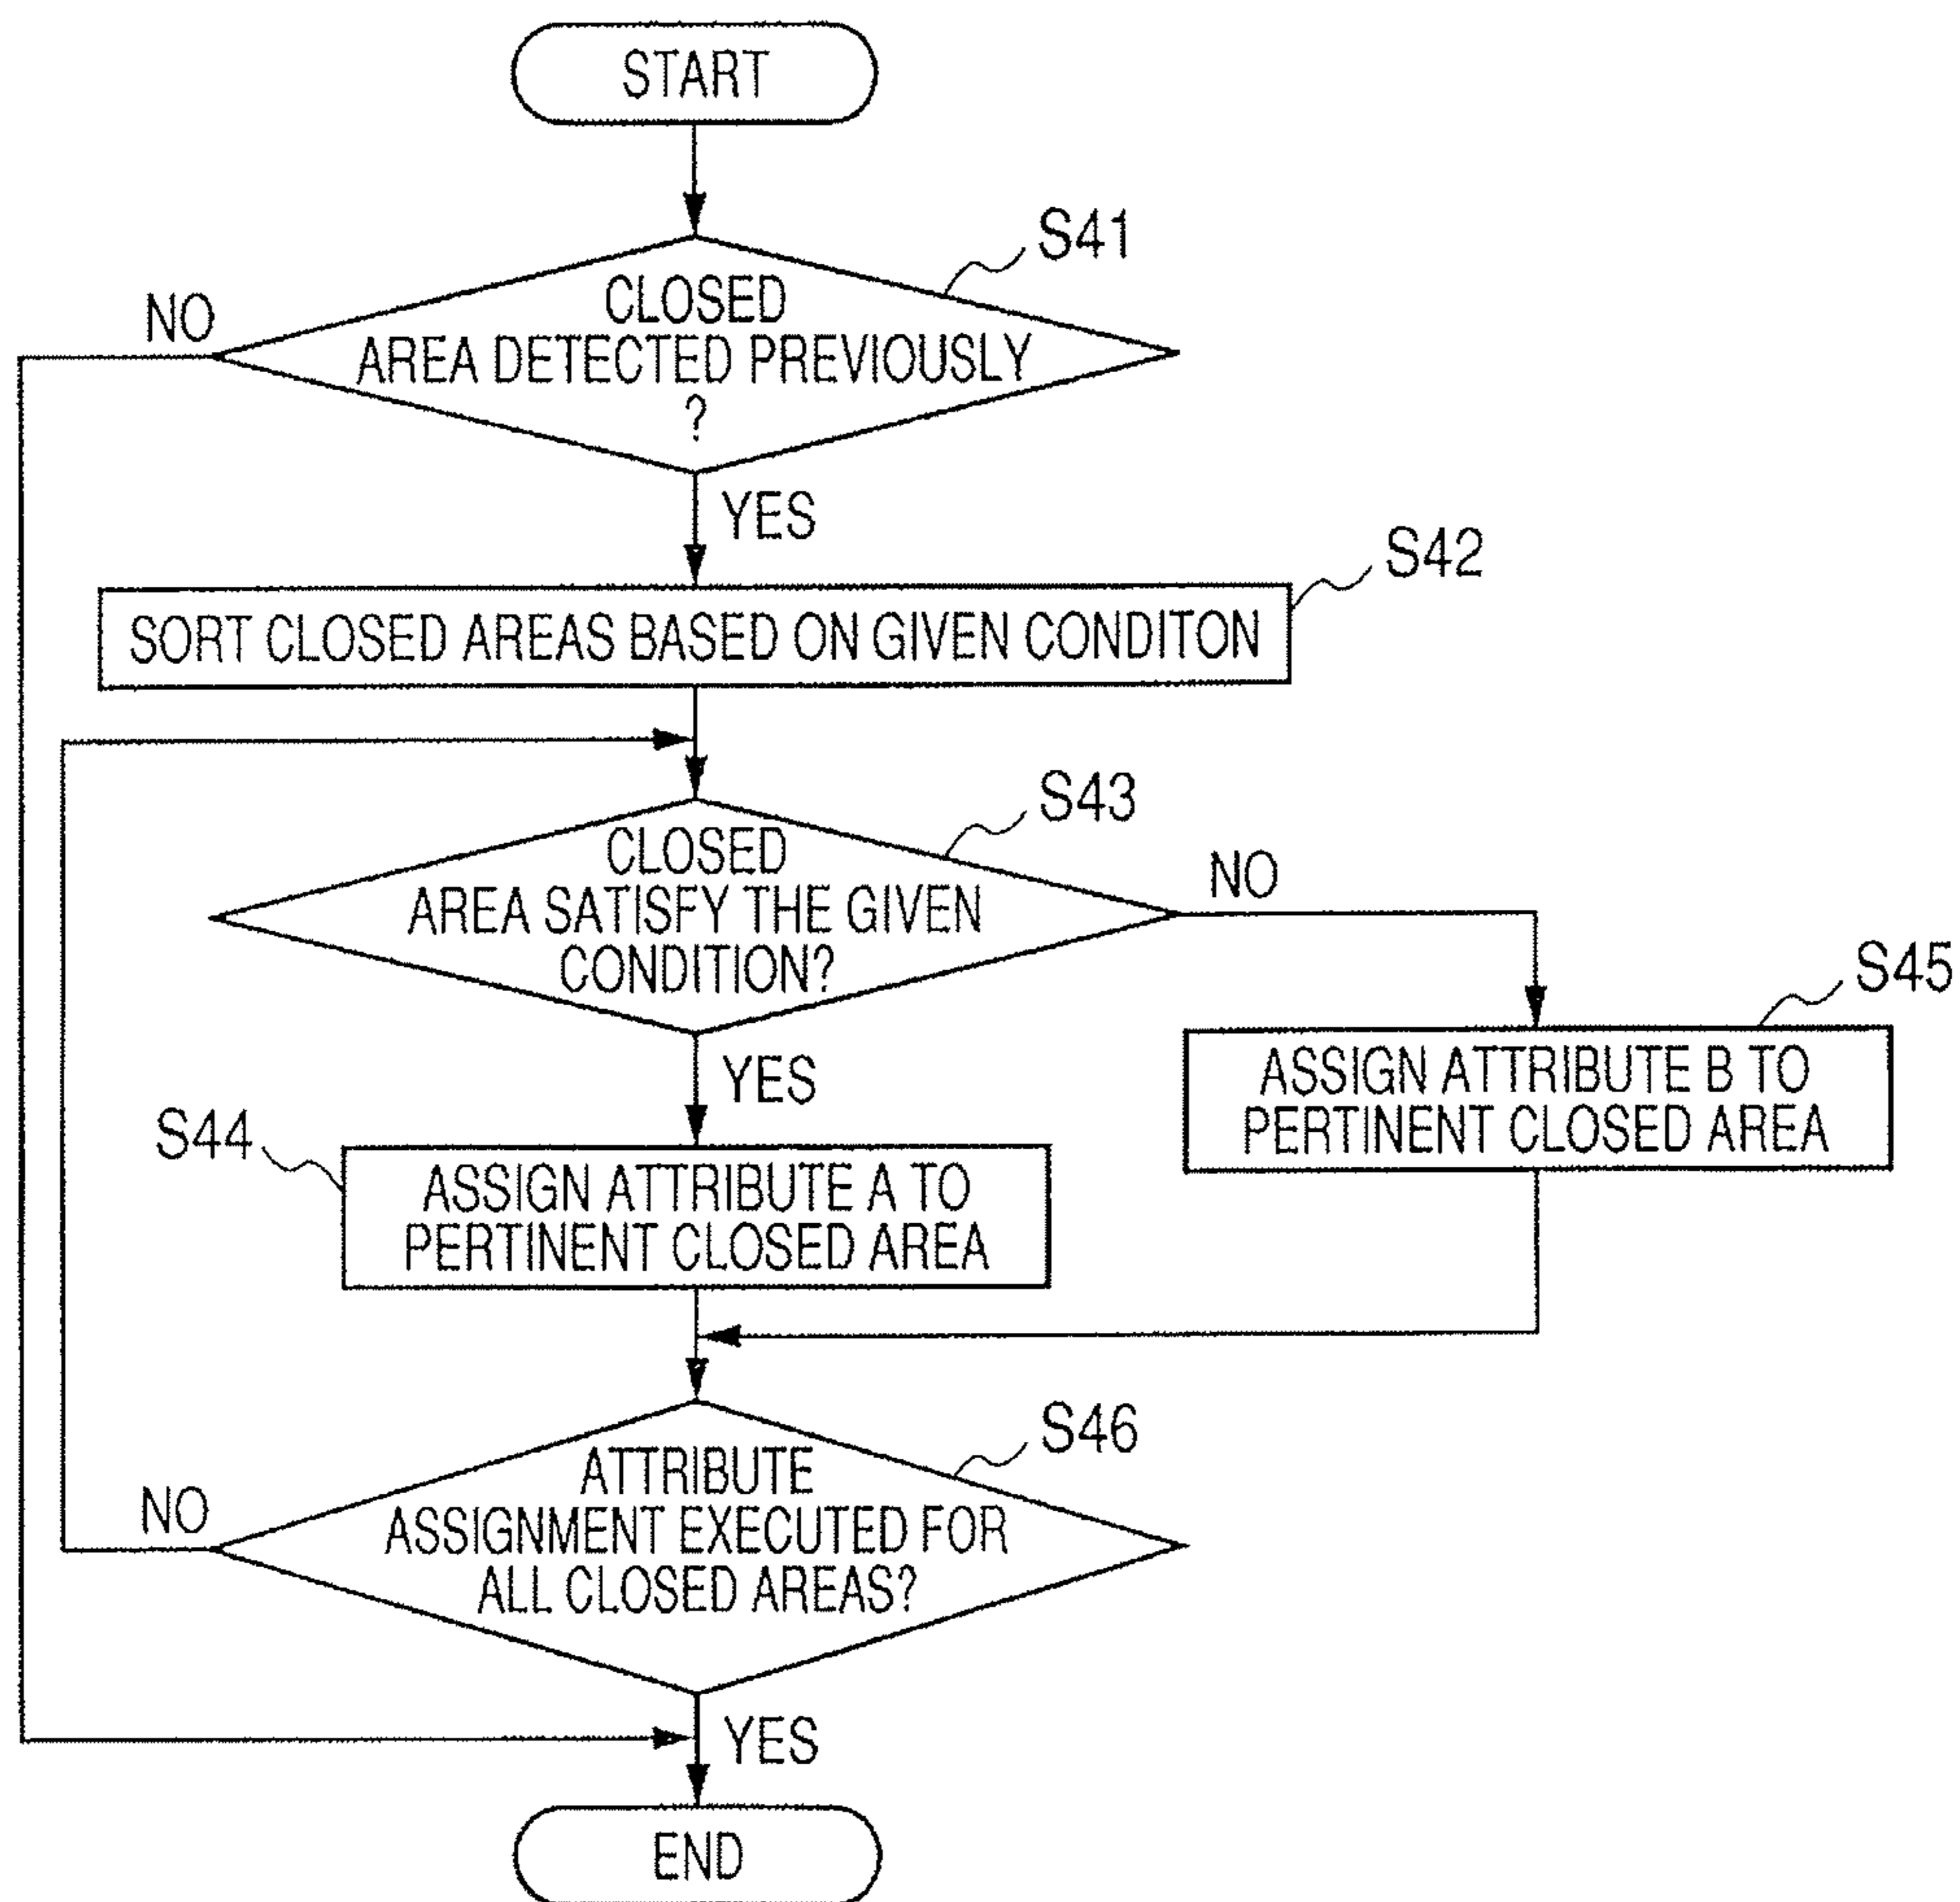 START
S41
NO
CLOSED
AREA DETECTED PREVIOUSLY
?
YES
S42
SORT CLOSED AREAS BASED ON GIVEN CONDITON
S43
CLOSED
AREA SATISFY THE GIVEN
CONDITION?
NO
S45
YES
ASSIGN ATTRIBUTE B TO
PERTINENT CLOSED AREA
S44
ASSIGN ATTRIBUTE A TO
PERTINENT CLOSED AREA
S46
ATTRIBUTE
ASSIGNMENT EXECUTED FOR
ALL CLOSED AREAS?
NO
YES
END